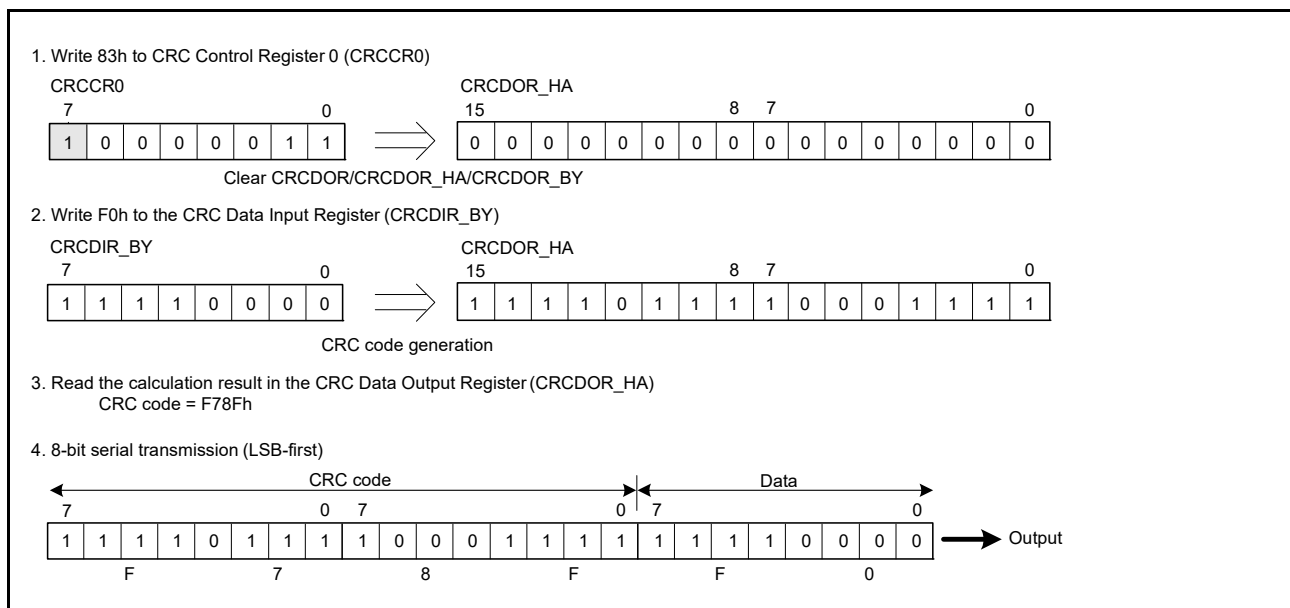 1. Write 83h to CRC Control Register 0 (CRCCR0)
CRCCR0 CRCDOR_HA
7 0 15 8 7 0
1 0 0 0 0 0 1 1 0 0 0 0 0 0 0 0 0 0 0 0 0 0 0 0
Clear CRCDOR/CRCDOR_HA/CRCDOR_BY
2. Write F0h to the CRC Data Input Register (CRCDIR_BY)
CRCDIR_BY CRCDOR_HA
7 0 15 8 7 0
1 1 1 1 0 0 0 0 1 1 1 1 0 1 1 1 1 0 0 0 1 1 1 1
CRC code generation
3. Read the calculation result in the CRC Data Output Register (CRCDOR_HA)
CRC code = F78Fh
4. 8-bit serial transmission (LSB-first)
CRC code Data
7 0 7 0 7 0
1 1 1 1 0 1 1 1 1 0 0 0 1 1 1 1 1 1 1 1 0 0 0 0 Output
F 7 8 F F 0